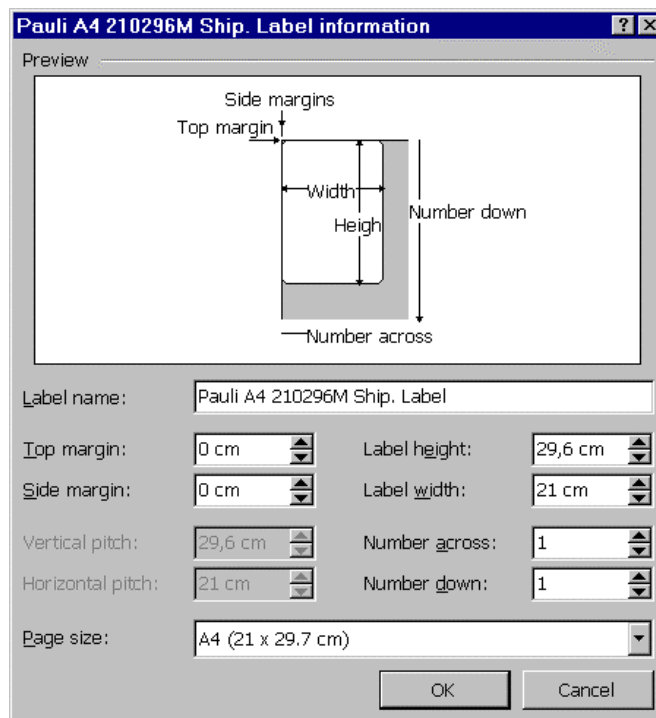 Pauli A4 210296M Ship. Label information
Preview
Side margins
Top margin
Width
Heigh
Number down
Number across
Label name: Pauli A4 210296M Ship. Label
Top margin: 0 cm Label height: 29,6 cm
Side margin: 0 cm Label width: 21 cm
Vertical pitch: 29,6 cm Number across: 1
Horizontal pitch: 21 cm Number down: 1
Page size: A4 (21 x 29.7 cm)
OK Cancel